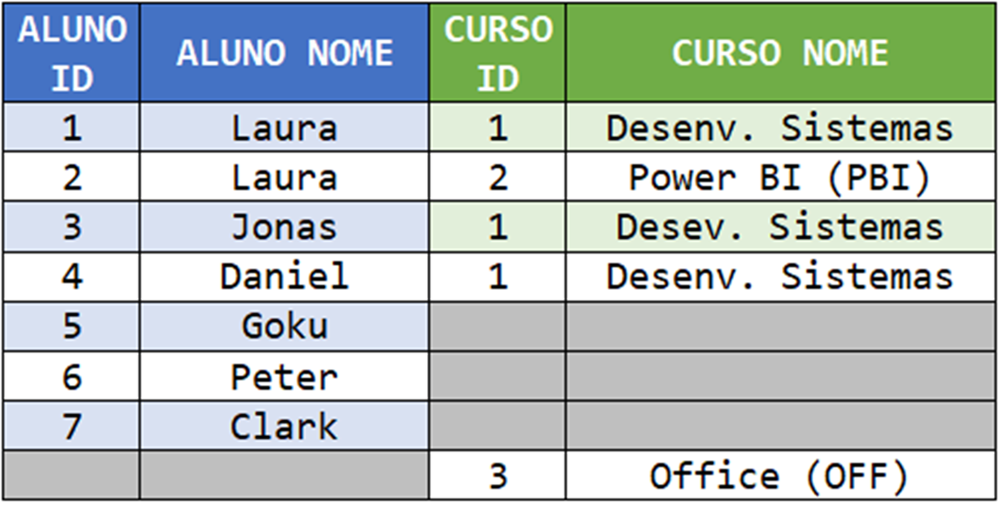 ALUNO ID ALUNO NOME CURSO ID CURSO NOME
1 Laura 1 Desenv. Sistemas
2 Laura 2 Power BI (PBI)
3 Jonas 1 Desev. Sistemas
4 Daniel 1 Desenv. Sistemas
5 Goku
6 Peter
7 Clark
3 Office (OFF)